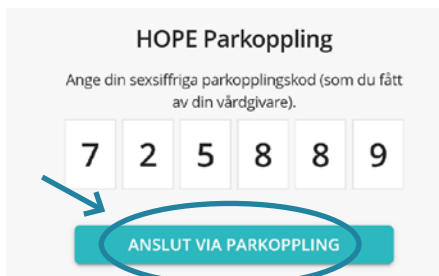 HOPE Parkoppling
Ange din sexsiffriga parkopplingskod (som du fått
av din vårdgivare).
7 2 5 8 8 9
ANSLUT VIA PARKOPPLING